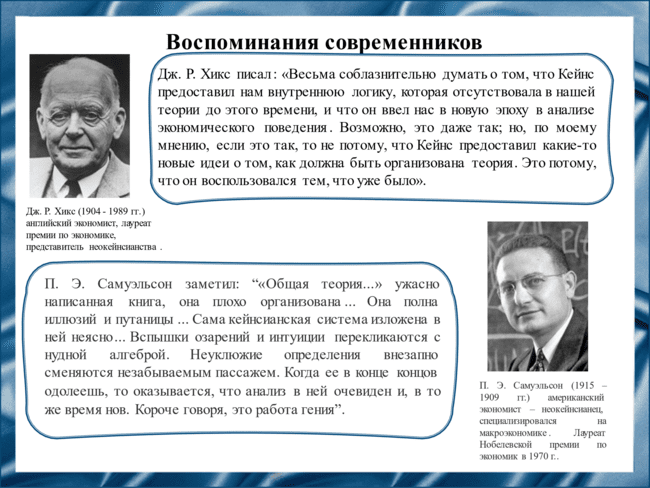 Воспоминания современников
Дж. Р. Хикс писал: «Весьма соблазнительно думать о том, что Кейнс
предоставил нам внутреннюю логику, которая отсутствовала в нашей
теории до этого времени, и что он ввел нас в новую эпоху в анализе
экономического поведения. Возможно, это даже так; но, по моему
мнению, если это так, то не потому, что Кейнс предоставил какие-то
новые идеи о том, как должна быть организована теория. Это потому,
что он воспользовался тем, что уже было».
Дж. Р. Хикс (1904 - 1989 гг.)
английский экономист, лауреат
премии по экономике,
представитель неокейнсианства .
П. Э. Самуэльсон заметил: “«Общая теория...» ужасно
написанная книга, она плохо организована ... Она полна
иллюзий и путаницы ... Сама кейнсианская система изложена в
ней неясно... Вспышки озарений и интуиции перекликаются с
нудной алгеброй. Неуклюжие определения внезапно
сменяются незабываемым пассажем. Когда ее в конце концов
одолеешь, то оказывается, что анализ в ней очевиден и, в то
же время нов. Короче говоря, это работа гения”.
П. Э. Самуэльсон (1915 –
1909 гг.) американский
экономист – неокейнсианец,
специализировался на
макроэкономике. Лауреат
Нобелевской премии по
экономик в 1970 г..